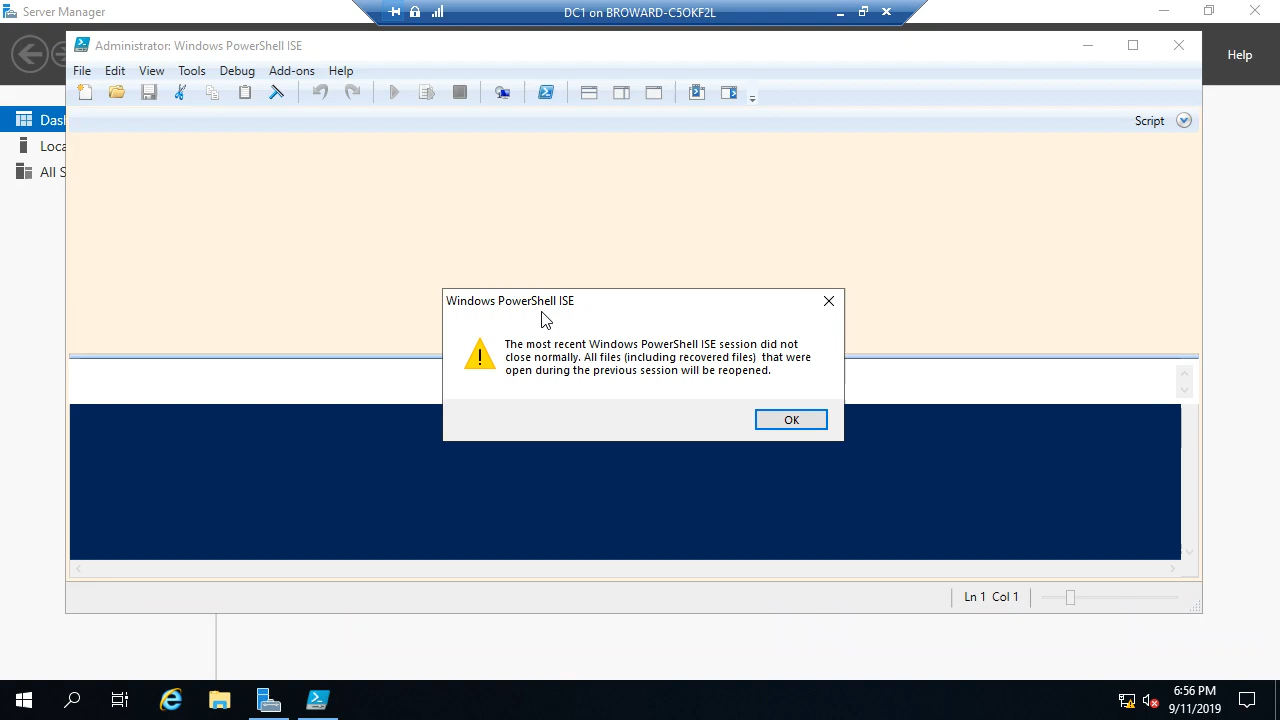 Server Manager
DC1 on BROWARD-C5OKF2L
Administrator: Windows PowerShell ISE
Help
File Edit View Tools Debug Add-ons Help
Script
Dash
Loca
All S
Windows PowerShell ISE
The most recent Windows PowerShell ISE session did not
close normally. All files (including recovered files) that were
open during the previous session will be reopened.
OK
Ln 1 Col 1
6:56 PM
9/11/2019